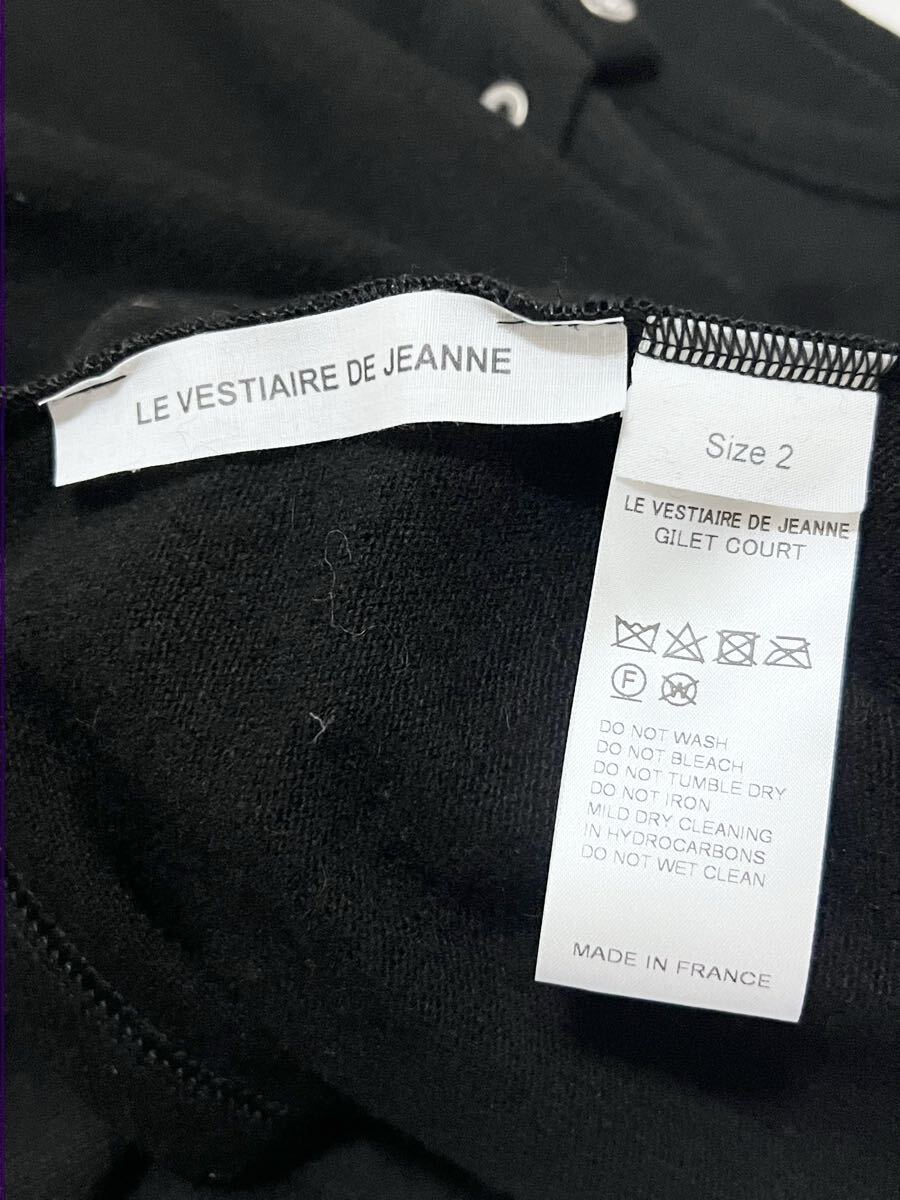 LE VESTIAIRE DE JEANNE
Size 2
LE VESTIAIRE DE JEANNE
GILET COURT
F
W
DO NOT WASH
DO NOT BLEACH
DO NOT TUMBLE DRY
DO NOT IRON
MILD DRY CLEANING
IN HYDROCARBONS
DO NOT WET CLEAN
MADE IN FRANCE